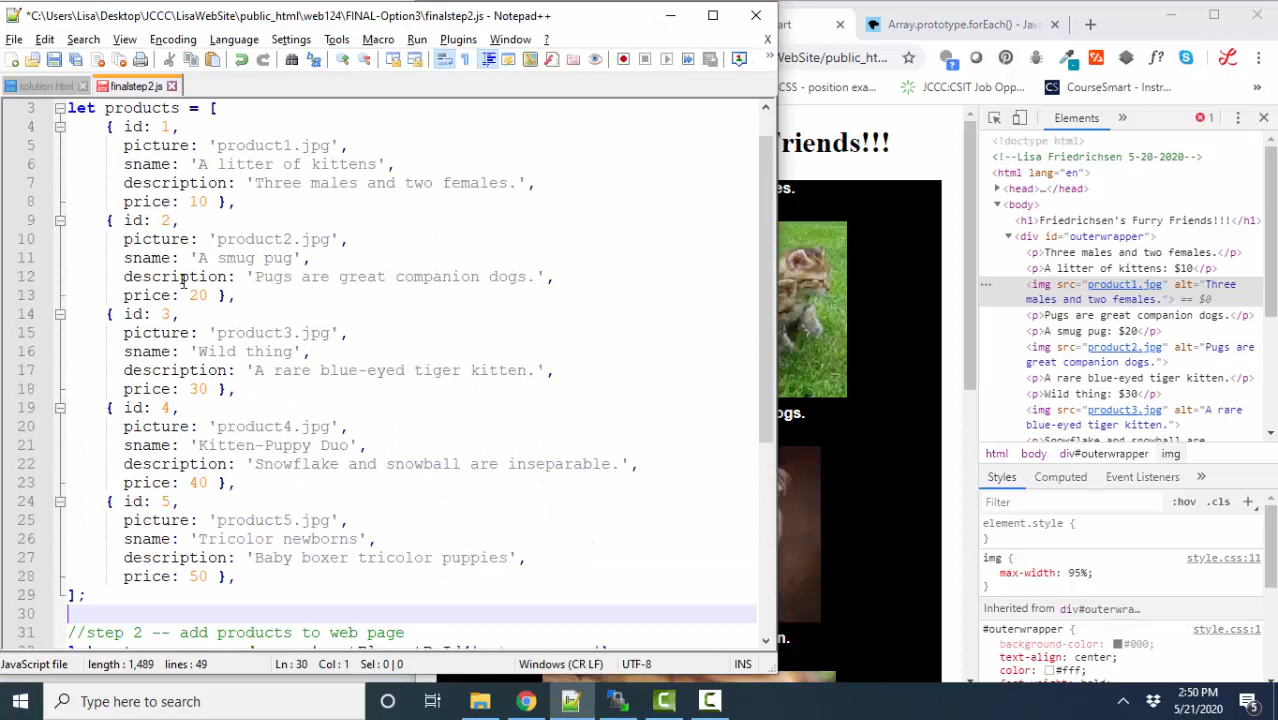 *C:\Users\Lisa\Desktop\JCCC\LisaWebSite\public_html\web124\FINAL-Option3\finalstep2.js - Notepad++
File Edit Search View Encoding Language Settings Tools Macro Run Plugins Window ? X
solution.html finalstep2.js
3 let products = [
4 { id: 1,
5 picture: 'product1.jpg',
6 sname: 'A litter of kittens',
7 description: 'Three males and two females.',
8 price: 10 },
9 { id: 2,
10 picture: 'product2.jpg',
11 sname: 'A smug pug',
12 description: 'Pugs are great companion dogs.',
13 price: 20 },
14 { id: 3,
15 picture: 'product3.jpg',
16 sname: 'Wild thing',
17 description: 'A rare blue-eyed tiger kitten.',
18 price: 30 },
19 { id: 4,
20 picture: 'product4.jpg',
21 sname: 'Kitten-Puppy Duo',
22 description: 'Snowflake and snowball are inseparable.',
23 price: 40 },
24 { id: 5,
25 picture: 'product5.jpg',
26 sname: 'Tricolor newborns',
27 description: 'Baby boxer tricolor puppies',
28 price: 50 },
29 ];
30
31 //step 2 -- add products to web page
JavaScript file length : 1,489 lines : 49 Ln : 30 Col : 1 Sel : 0 | 0 Windows (CR LF) UTF-8 INS
art Array.prototype.forEach() - Java
WebSite/public_ht...
CSS - position exam... JCCC:CSIT Job Opp... CS CourseSmart - Instr...
riends!!!
es.
ogs.
n.
Elements 1
<!doctype html>
<!--Lisa Friedrichsen 5-20-2020-->
<html lang="en">
<head>…</head>
<body>
<h1>Friedrichsen's Furry Friends!!!</h1>
<div id="outerwrapper">
<p>Three males and two females.</p>
<p>A litter of kittens: $10</p>
<img src="product1.jpg" alt="Three
males and two females."> == $0
<p>Pugs are great companion dogs.</p>
<p>A smug pug: $20</p>
<img src="product2.jpg" alt="Pugs are
great companion dogs.">
<p>A rare blue-eyed tiger kitten.</p>
<p>Wild thing: $30</p>
<img src="product3.jpg" alt="A rare
blue-eyed tiger kitten.">
<p>Snowflake and snowball are
html body div#outerwrapper img
Styles Computed Event Listeners
Filter :hov .cls +
element.style {
}
img { style.css:11
max-width: 95%;
}
Inherited from div#outerwra…
#outerwrapper { style.css:1
background-color: #000;
text-align: center;
color: #fff;
Type here to search
2:50 PM
5/21/2020
5